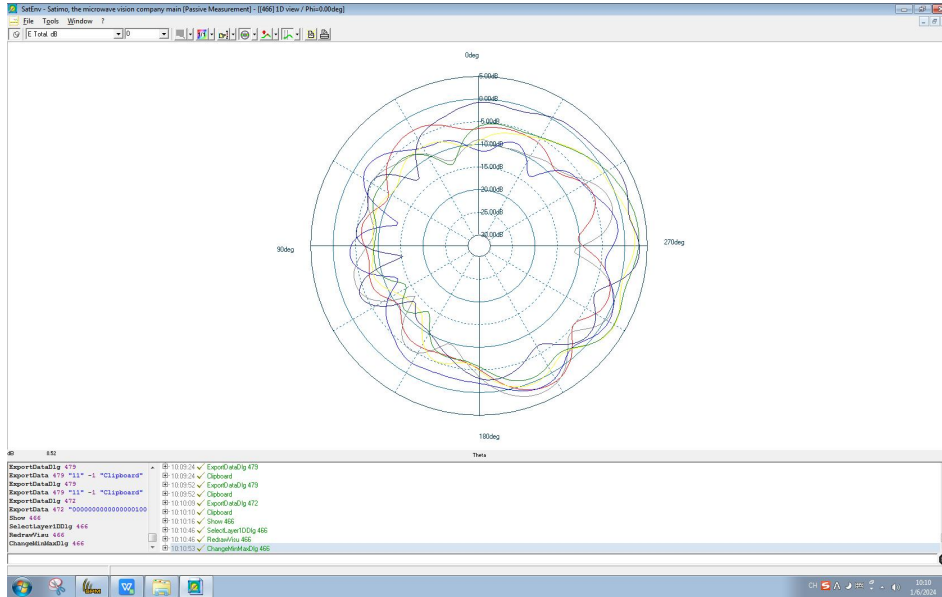 SatEnv - Satimo, the microwave vision company main [Passive Measurement] - [[466] 1D view / Phi=0.00deg]
File Tools Window ?
E Total dB 0
0deg
5.00dB
0.00dB
-5.00dB
-10.00dB
-15.00dB
20.00dB
-25.00dB
30.00dB
90deg
270deg
180deg
dB 8.52 Theta
ExportDataDlg 479
ExportData 479 "11" -1 "Clipboard"
ExportDataDlg 479
ExportData 479 "11" -1 "Clipboard"
ExportDataDlg 472
ExportData 472 "0000000000000000100
Show 466
SelectLayer1DDlg 466
RedrawVisu 466
ChangeMinMaxDlg 466
10:09:24 ExportDataDlg 479
10:09:24 Clipboard
10:09:52 ExportDataDlg 479
10:09:52 Clipboard
10:10:09 ExportDataDlg 472
10:10:10 Clipboard
10:10:16 Show 466
10:10:46 SelectLayer1DDlg 466
10:10:46 RedrawVisu 466
10:10:53 ChangeMinMaxDlg 466
CH
10:10
1/6/2024